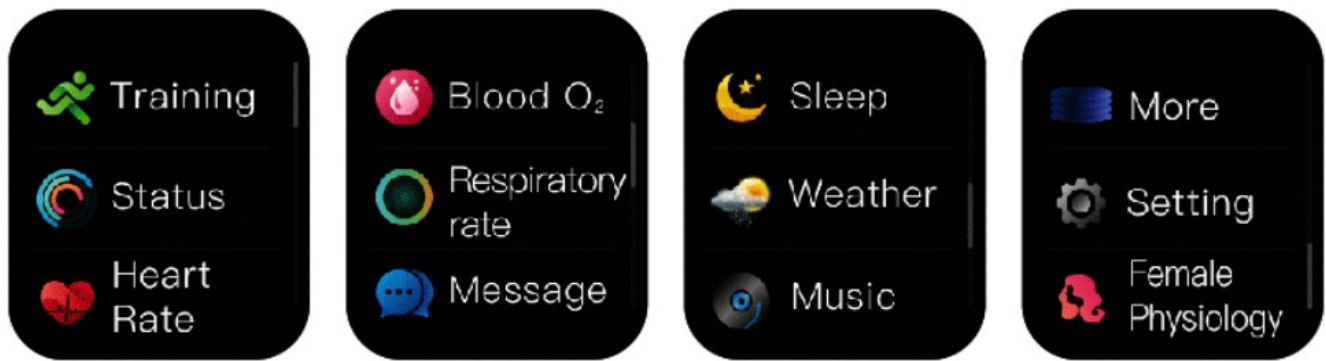 Training
Status
Heart
Rate
Blood O₂
Respiratory
rate
Message
Sleep
Weather
Music
More
Setting
Female
Physiology